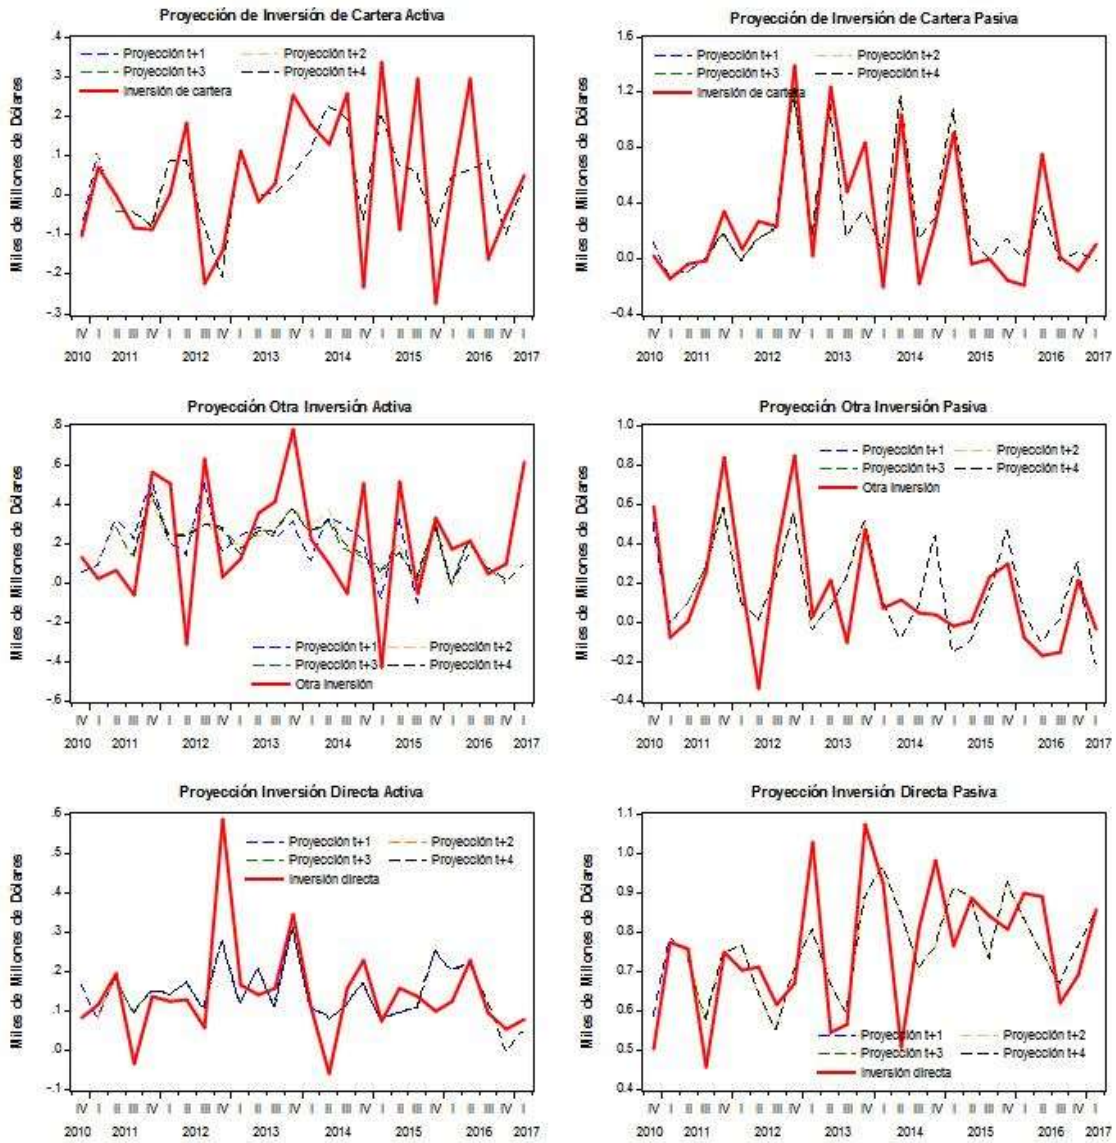 Proyección de Inversión de Cartera Activa
Miles de Millones de Dólares
.4
.3
.2
.1
.0
-.1
-.2
-.3
Proyección t+1 Proyección t+2
Proyección t+3 Proyección t+4
Inversión de cartera
IV I II III IV I II III IV I II III IV I II III IV I II III IV I II III IV I
2010 2011 2012 2013 2014 2015 2016 2017
Proyección de Inversión de Cartera Pasiva
Miles de Millones de Dólares
1.6
1.2
0.8
0.4
0.0
-0.4
Proyección t+1 Proyección t+2
Proyección t+3 Proyección t+4
Inversión de cartera
IV I II III IV I II III IV I II III IV I II III IV I II III IV I II III IV I
2010 2011 2012 2013 2014 2015 2016 2017
Proyección Otra Inversión Activa
Miles de Millones de Dólares
.8
.6
.4
.2
.0
-.2
-.4
-.6
Proyección t+1 Proyección t+2
Proyección t+3 Proyección t+4
Otra Inversión
IV I II III IV I II III IV I II III IV I II III IV I II III IV I II III IV I
2010 2011 2012 2013 2014 2015 2016 2017
Proyección Otra Inversión Pasiva
Miles de Millones de Dólares
1.0
0.8
0.6
0.4
0.2
0.0
-0.2
-0.4
Proyección t+1 Proyección t+2
Proyección t+3 Proyección t+4
Otra Inversión
IV I II III IV I II III IV I II III IV I II III IV I II III IV I II III IV I
2010 2011 2012 2013 2014 2015 2016 2017
Proyección Inversión Directa Activa
Miles de Millones de Dólares
.6
.5
.4
.3
.2
.1
.0
-.1
Proyección t+1 Proyección t+2
Proyección t+3 Proyección t+4
Inversión directa
IV I II III IV I II III IV I II III IV I II III IV I II III IV I II III IV I
2010 2011 2012 2013 2014 2015 2016 2017
Proyección Inversión Directa Pasiva
Miles de Millones de Dólares
1.1
1.0
0.9
0.8
0.7
0.6
0.5
0.4
Proyección t+1 Proyección t+2
Proyección t+3 Proyección t+4
Inversión directa
IV I II III IV I II III IV I II III IV I II III IV I II III IV I II III IV I
2010 2011 2012 2013 2014 2015 2016 2017